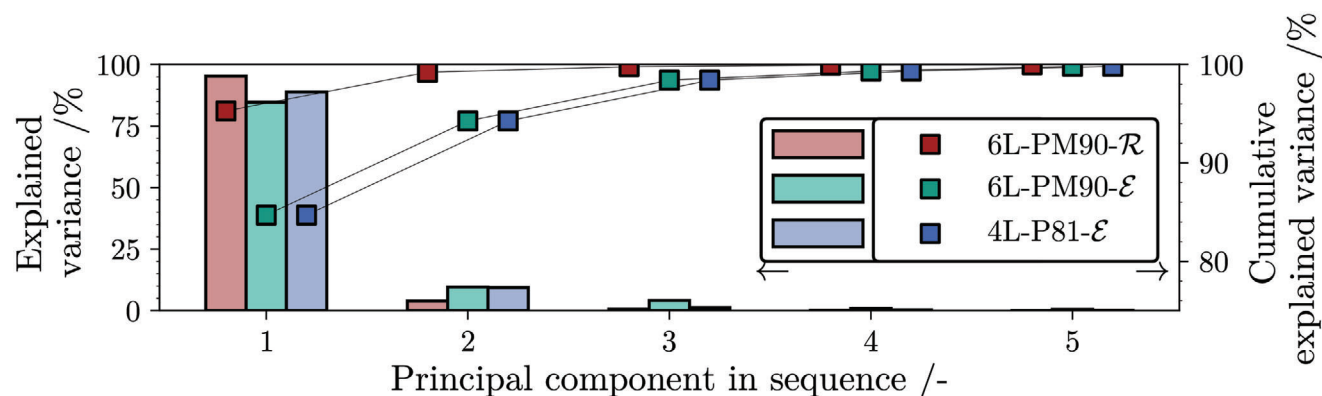 Explained
variance /%
100
75
50
25
0
1 2 3 4 5
Principal component in sequence /-
6L-PM90-ℛ
6L-PM90-ℰ
4L-P81-ℰ
100
90
80
Cumulative
explained variance /%